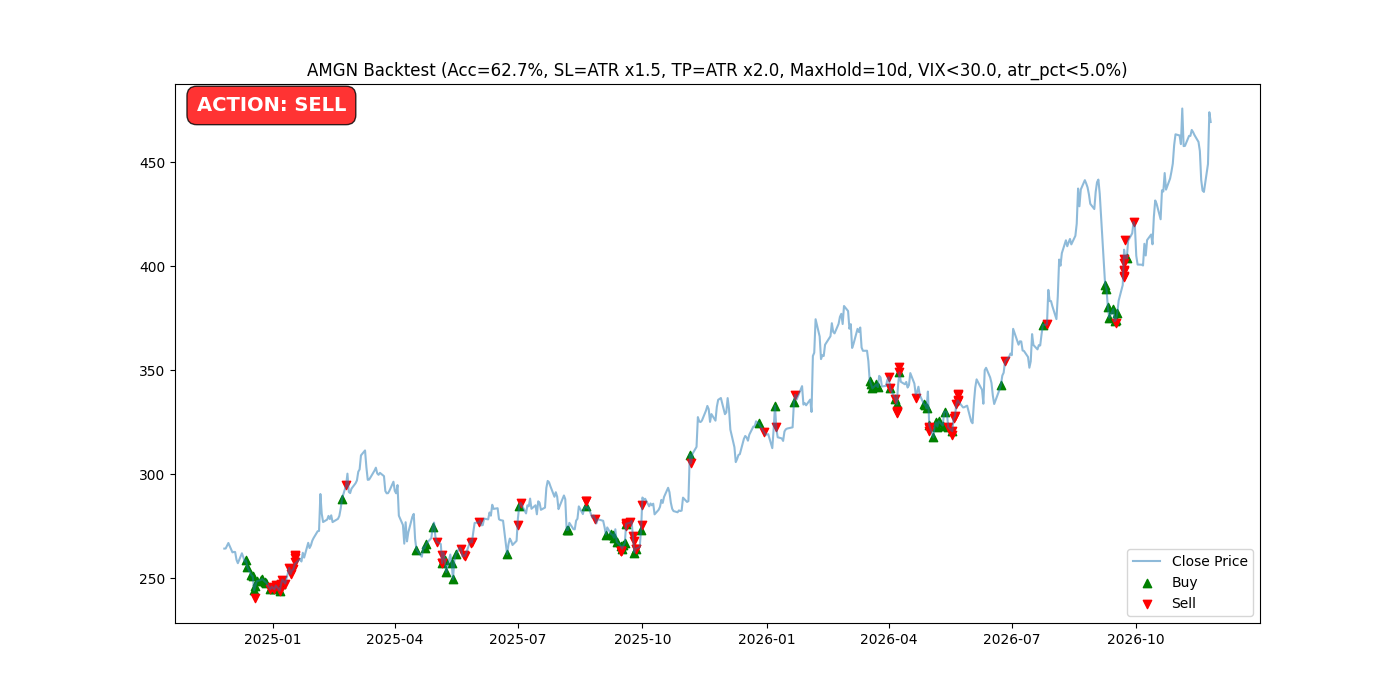 AMGN Backtest (Acc=62.7%, SL=ATR x1.5, TP=ATR x2.0, MaxHold=10d, VIX<30.0, atr_pct<5.0%)
ACTION: SELL
450
400
350
300
250
2025-01
2025-04
2025-07
2025-10
2026-01
2026-04
2026-07
2026-10
Close Price
Buy
Sell